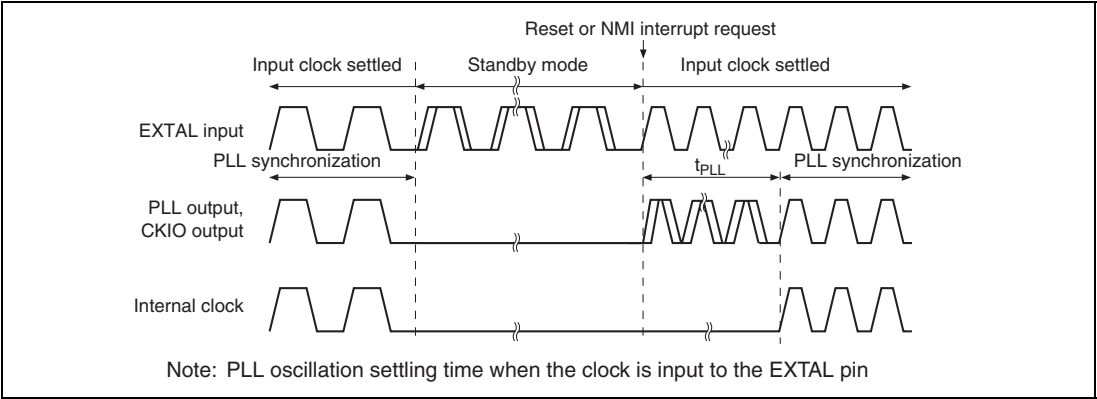 Reset or NMI interrupt request
Input clock settled
Standby mode
Input clock settled
EXTAL input
PLL synchronization
tPLL
PLL synchronization
PLL output,
CKIO output
Internal clock
Note: PLL oscillation settling time when the clock is input to the EXTAL pin